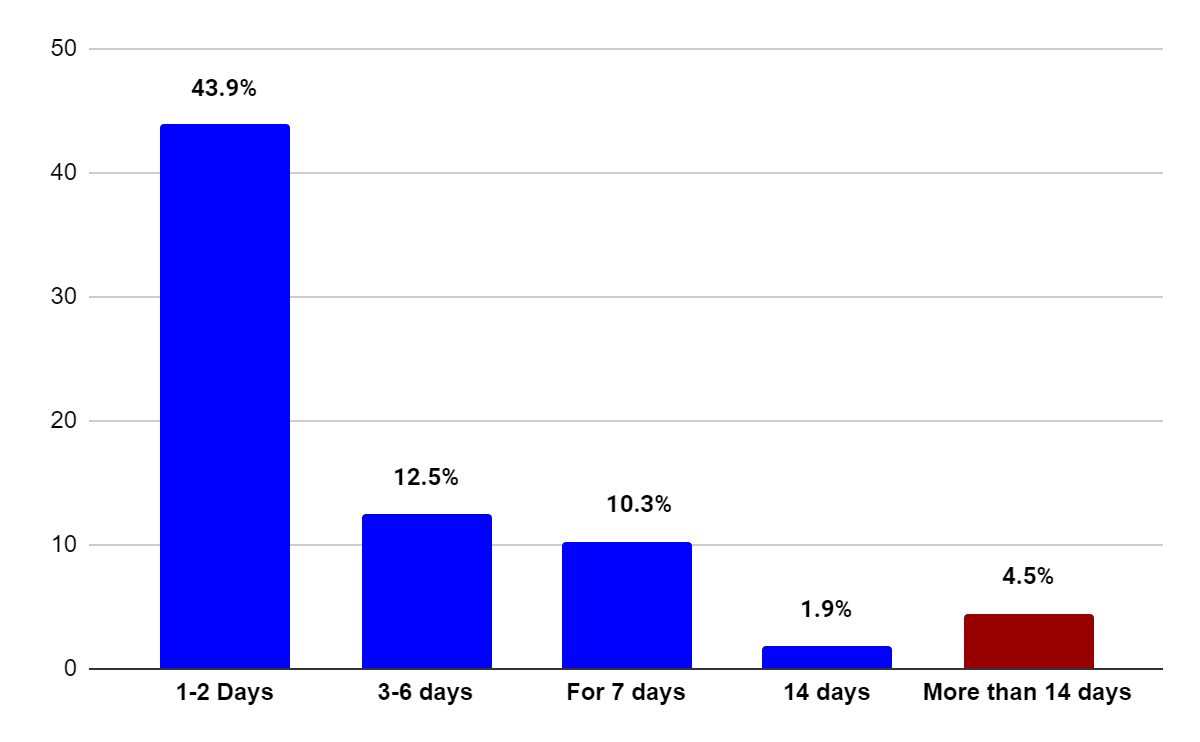 50
43.9%
40
30
20
12.5%
10.3%
10
4.5%
1.9%
0
1-2 Days
3-6 days
For 7 days
14 days
More than 14 days